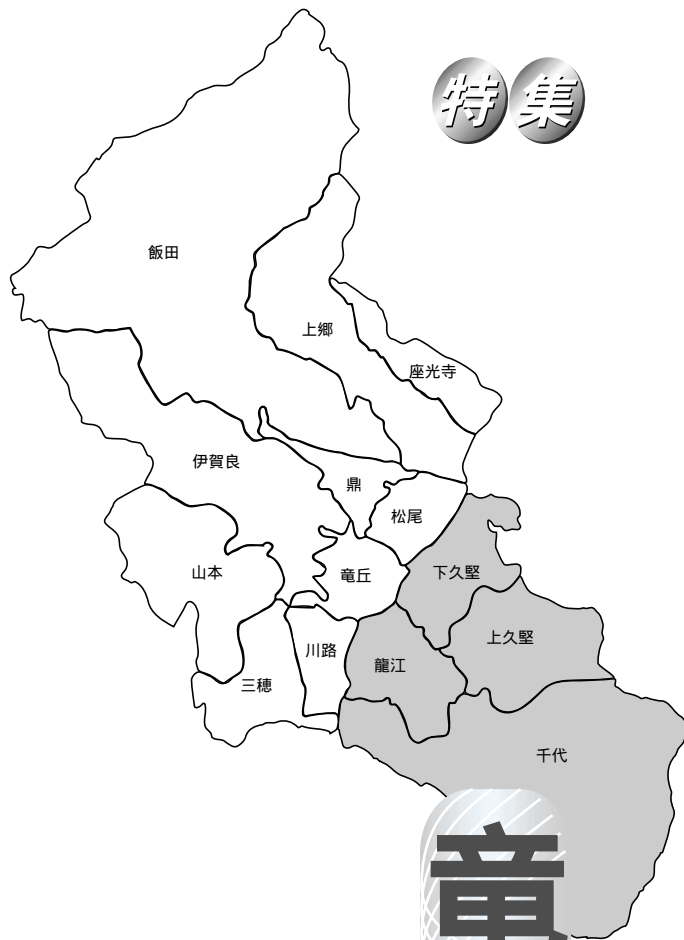 特集
飯田
上郷
座光寺
伊賀良
鼎
松尾
山本
竜丘
下久堅
上久堅
川路
龍江
三穂
千代
竜